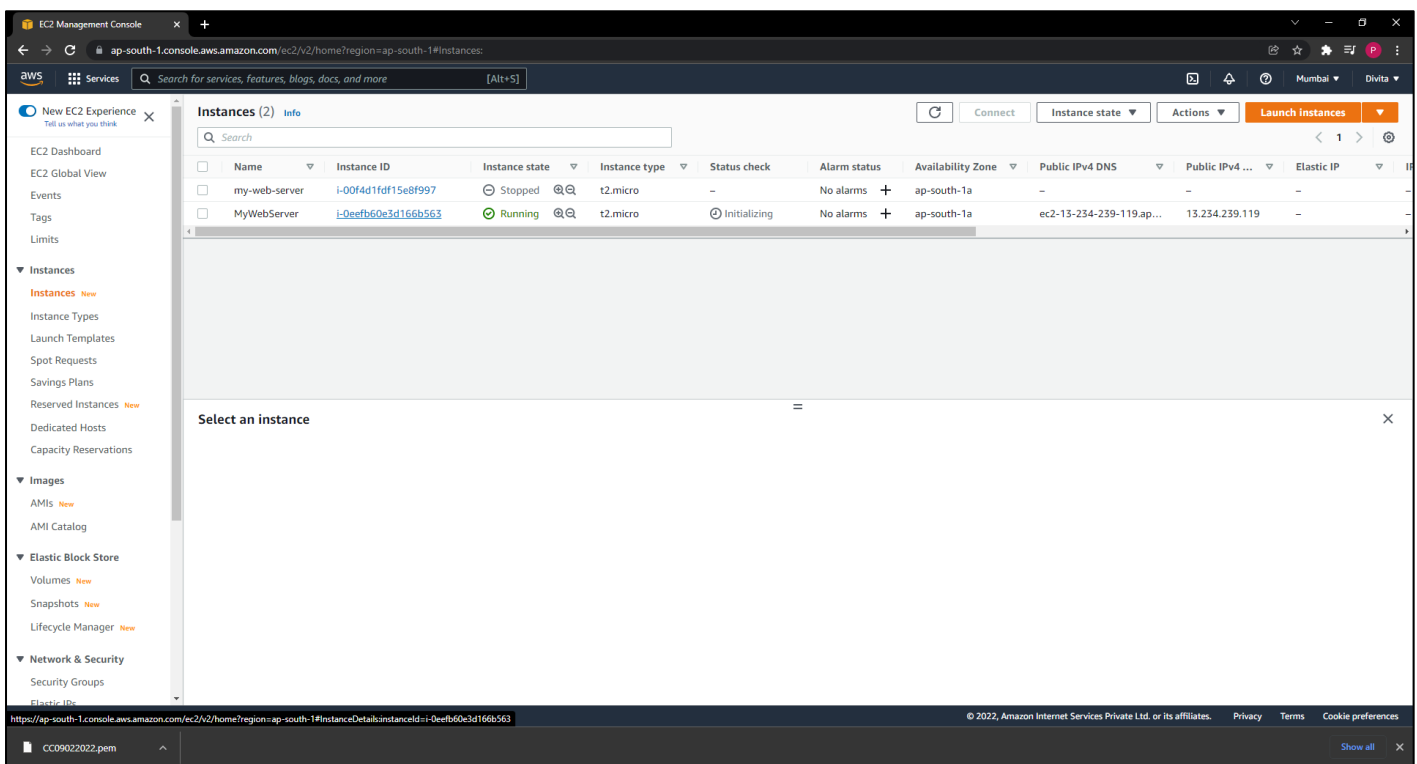 EC2 Management Console
ap-south-1.console.aws.amazon.com/ec2/v2/home?region=ap-south-1#Instances:
aws Services Search for services, features, blogs, docs, and more [Alt+S] Mumbai Divita
New EC2 Experience
Tell us what you think
EC2 Dashboard
EC2 Global View
Events
Tags
Limits
Instances
Instances New
Instance Types
Launch Templates
Spot Requests
Savings Plans
Reserved Instances New
Dedicated Hosts
Capacity Reservations
Images
AMIs New
AMI Catalog
Elastic Block Store
Volumes New
Snapshots New
Lifecycle Manager New
Network & Security
Security Groups
Elastic IPs
Instances (2) Info Connect Instance state Actions Launch instances
Search 1
Name Instance ID Instance state Instance type Status check Alarm status Availability Zone Public IPv4 DNS Public IPv4 ... Elastic IP
my-web-server i-00f4d1fdf15e8f997 Stopped t2.micro – No alarms + ap-south-1a – – – –
MyWebServer i-0eefb60e3d166b563 Running t2.micro Initializing No alarms + ap-south-1a ec2-13-234-239-119.ap... 13.234.239.119 – –
Select an instance
https://ap-south-1.console.aws.amazon.com/ec2/v2/home?region=ap-south-1#InstanceDetails:instanceId=i-0eefb60e3d166b563
© 2022, Amazon Internet Services Private Ltd. or its affiliates. Privacy Terms Cookie preferences
CC09022022.pem Show all